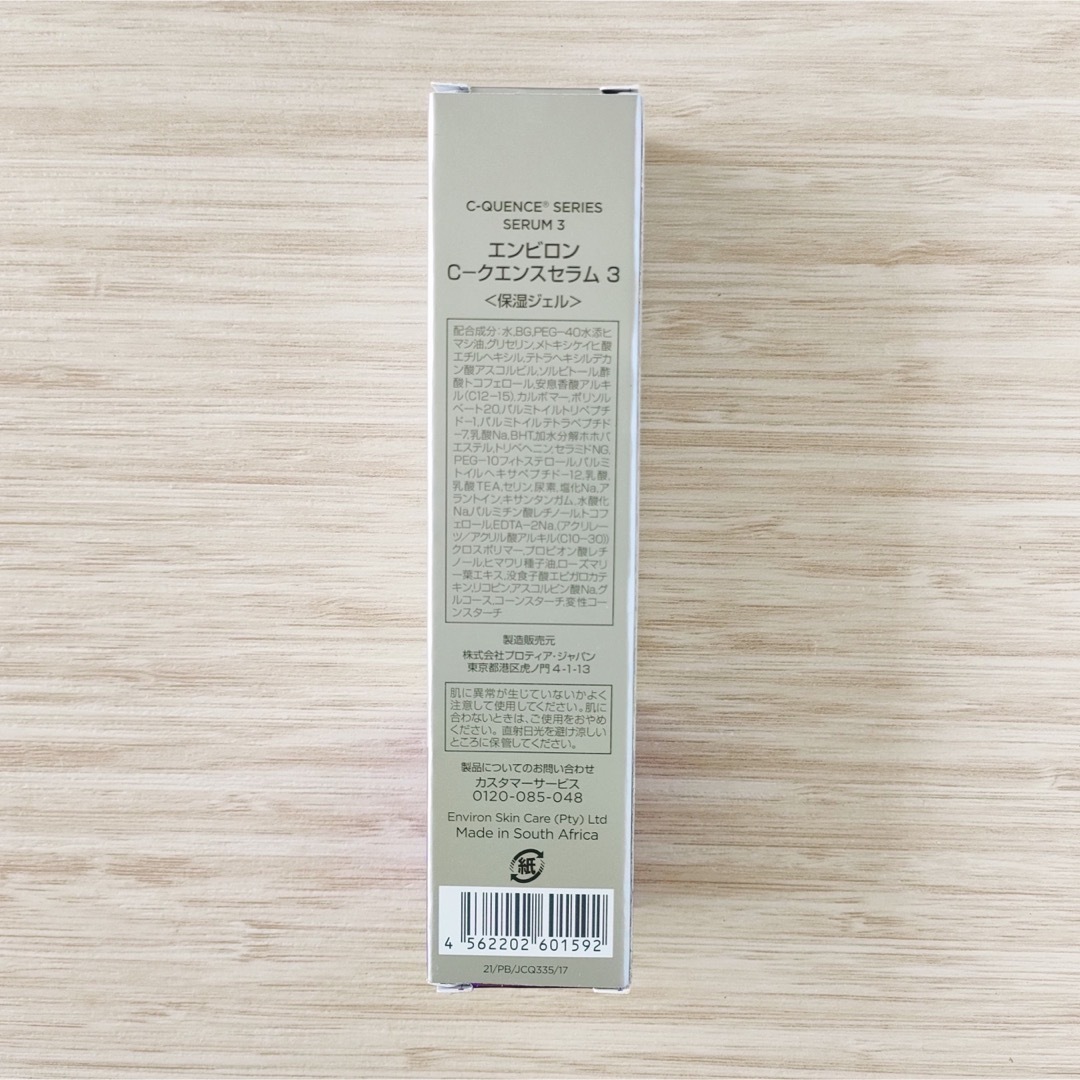 C-QUENCE® SERIES
SERUM 3
エンビロン
C−クエンスセラム 3
＜保湿ジェル＞
配合成分：水,BG,PEG−40水添ヒ
マシ油,グリセリン,メトキシケイヒ酸
エチルヘキシル,テトラヘキシルデカ
ン酸アスコルビル,ソルビトール,酢
酸トコフェロール,安息香酸アルキ
ル(C12−15),カルボマー,ポリソル
ベート20,パルミトイルトリペプチ
ド−1,パルミトイルテトラペプチド
−7,乳酸Na,BHT,加水分解ホホバ
エステル,トリベヘニン,セラミドNG,
PEG−10フィトステロール,パルミ
トイルヘキサペプチド−12,乳酸,
乳酸TEA,セリン,尿素,塩化Na,ア
ラントイン,キサンタンガム,水酸化
Na,パルミチン酸レチノール,トコフ
ェロール,EDTA−2Na,(アクリレー
ツ/アクリル酸アルキル(C10−30))
クロスポリマー,プロピオン酸レチ
ノール,ヒマワリ種子油,ローズマリ
ー葉エキス,没食子酸エピガロカテ
キン,リコピン,アスコルビン酸Na,グ
ルコース,コーンスターチ,変性コー
ンスターチ
製造販売元
株式会社プロティア・ジャパン
東京都港区虎ノ門 4-1-13
肌に異常が生じていないかよく
注意して使用してください。肌に
合わないときは、ご使用をおやめ
ください。直射日光を避け涼しい
ところに保管してください。
製品についてのお問い合わせ
カスタマーサービス
0120-085-048
Environ Skin Care (Pty) Ltd
Made in South Africa
紙
4 562202 601592
21/PB/JCQ335/17